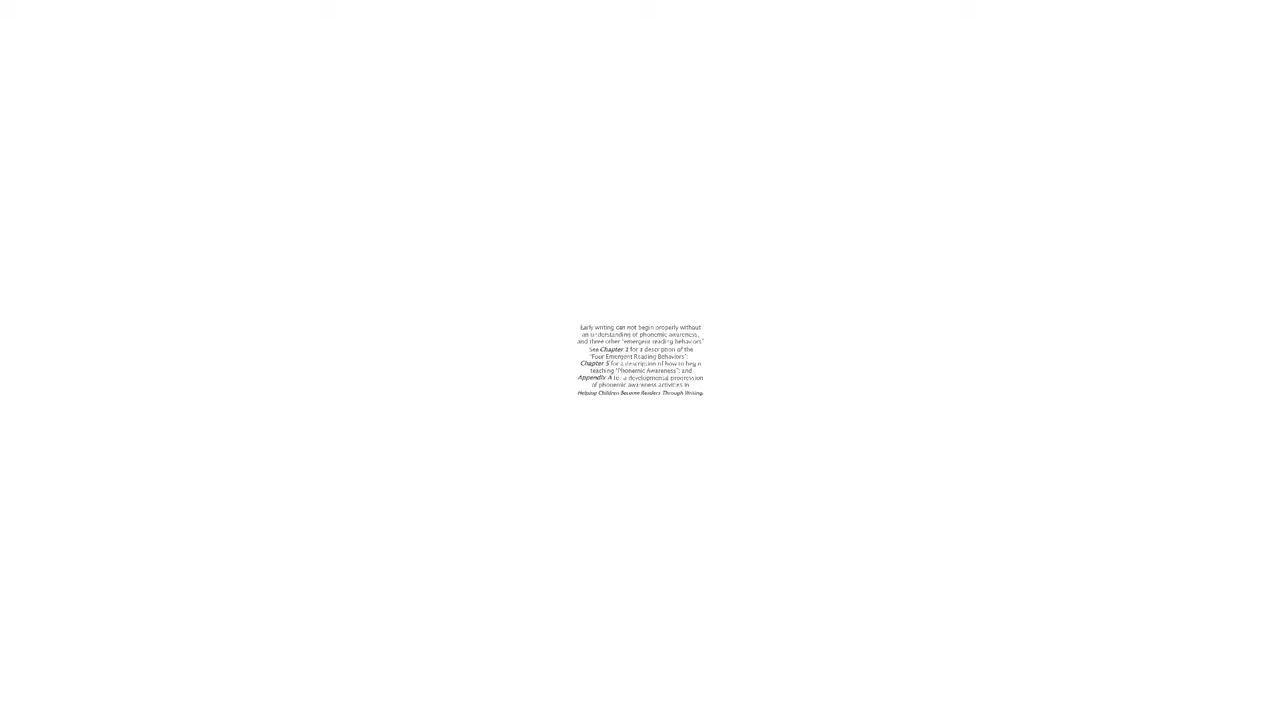 Early writing can not begin properly without
an understanding of phonemic awareness,
and three other "emergent reading behaviors"
See Chapter 1 for a description of the
"Four Emergent Reading Behaviors";
Chapter 5 for a description of how to begin
teaching "Phonemic Awareness"; and
Appendix A for a developmental progression
of phonemic awareness activities in
Helping Children Become Readers Through Writing.